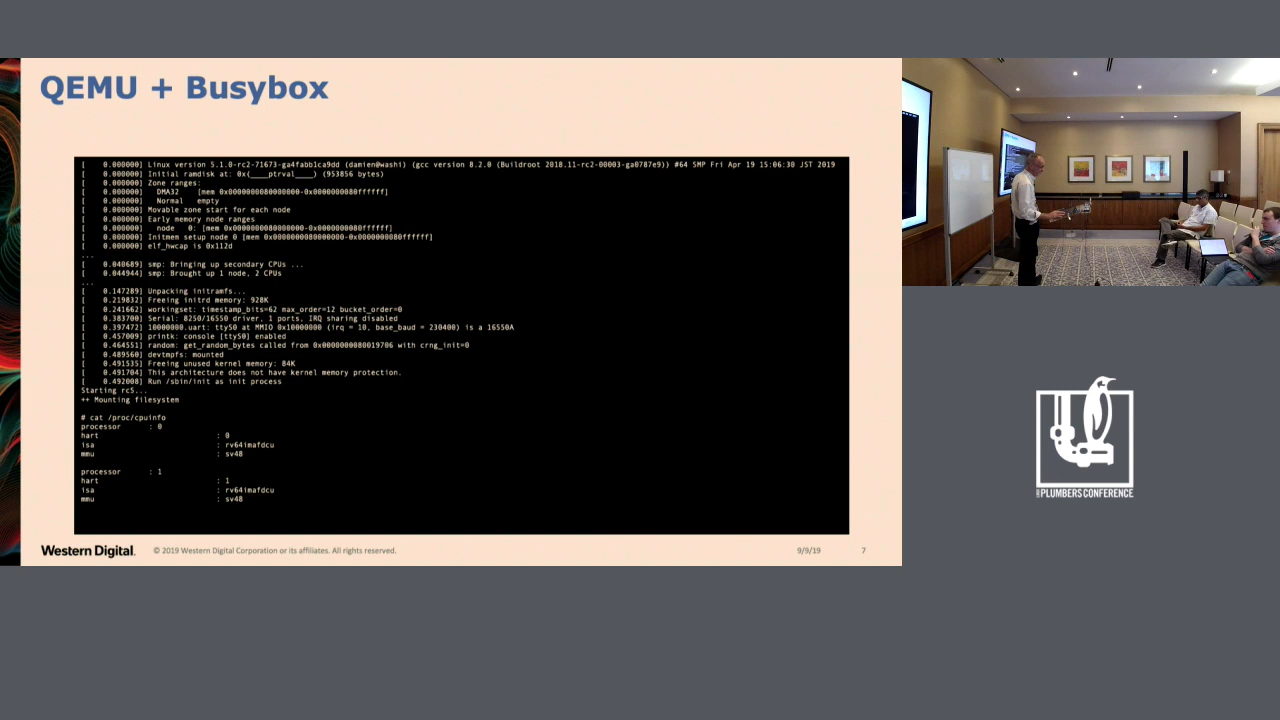 QEMU + Busybox
[    0.000000] Linux version 5.1.0-rc2-71673-ga4fabb1ca9dd (damien@washi) (gcc version 8.2.0 (Buildroot 2018.11-rc2-00003-ga0787e9)) #64 SMP Fri Apr 19 15:06:30 JST 2019
[    0.000000] Initial ramdisk at: 0x(____ptrval____) (953856 bytes)
[    0.000000] Zone ranges:
[    0.000000]   DMA32    [mem 0x0000000080000000-0x0000000080ffffff]
[    0.000000]   Normal   empty
[    0.000000] Movable zone start for each node
[    0.000000] Early memory node ranges
[    0.000000]   node   0: [mem 0x0000000080000000-0x0000000080ffffff]
[    0.000000] Initmem setup node 0 [mem 0x0000000080000000-0x0000000080ffffff]
[    0.000000] elf_hwcap is 0x112d
...
[    0.040689] smp: Bringing up secondary CPUs ...
[    0.044944] smp: Brought up 1 node, 2 CPUs
...
[    0.147289] Unpacking initramfs...
[    0.219832] Freeing initrd memory: 928K
[    0.241662] workingset: timestamp_bits=62 max_order=12 bucket_order=0
[    0.383700] Serial: 8250/16550 driver, 1 ports, IRQ sharing disabled
[    0.397472] 10000000.uart: ttyS0 at MMIO 0x10000000 (irq = 10, base_baud = 230400) is a 16550A
[    0.457009] printk: console [ttyS0] enabled
[    0.464551] random: get_random_bytes called from 0x0000000080019706 with crng_init=0
[    0.489560] devtmpfs: mounted
[    0.491535] Freeing unused kernel memory: 84K
[    0.491704] This architecture does not have kernel memory protection.
[    0.492008] Run /sbin/init as init process
Starting rcS...
++ Mounting filesystem
# cat /proc/cpuinfo
processor : 0
hart : 0
isa : rv64imafdcu
mmu : sv48
processor : 1
hart : 1
isa : rv64imafdcu
mmu : sv48
Western Digital. © 2019 Western Digital Corporation or its affiliates. All rights reserved. 9/9/19 7
PLUMBERS CONFERENCE